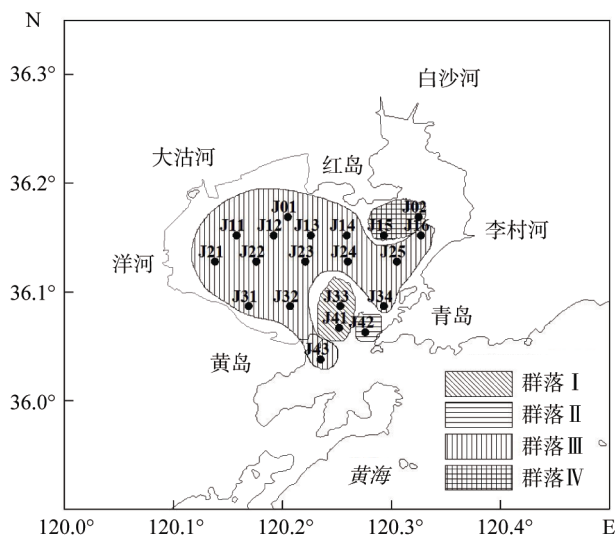 N
36.3°
白沙河
大沽河
36.2°
红岛
J01
J02
J11
J12
J13
J14
J15
J16
李村河
洋河
J21
J22
J23
J24
J25
36.1°
J31
J32
J33
J34
青岛
J41
J42
黄岛
J43
群落 I
36.0°
群落 II
群落 III
黄海
群落 IV
120.0°
120.1°
120.2°
120.3°
120.4°
E